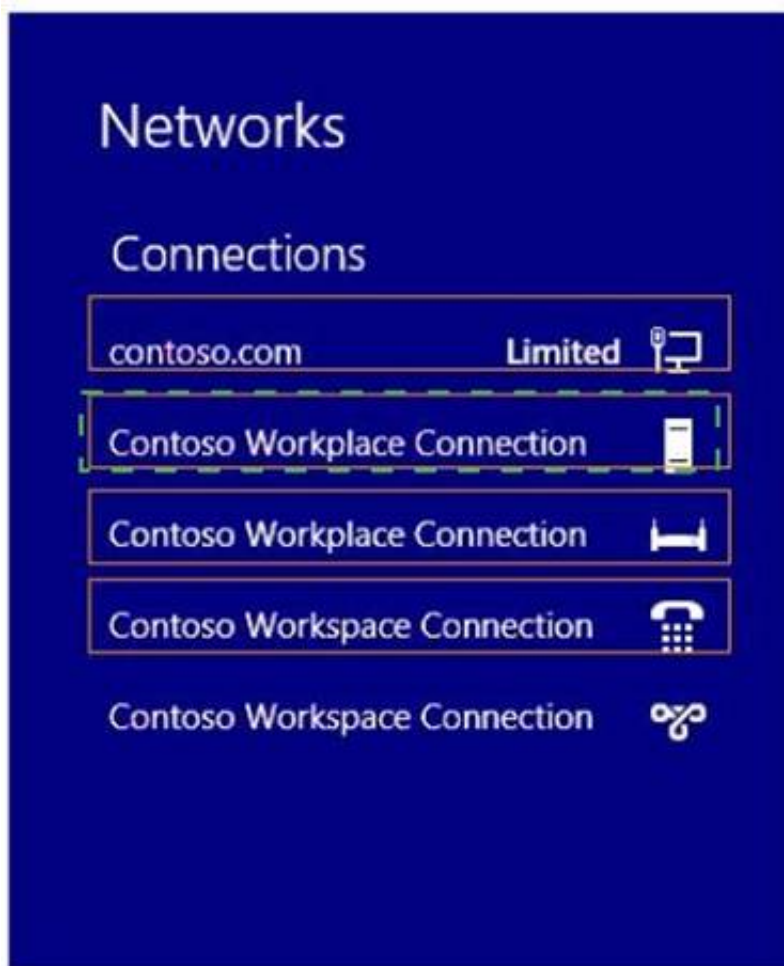 Networks
Connections
contoso.com Limited
Contoso Workplace Connection
Contoso Workplace Connection
Contoso Workspace Connection
Contoso Workspace Connection